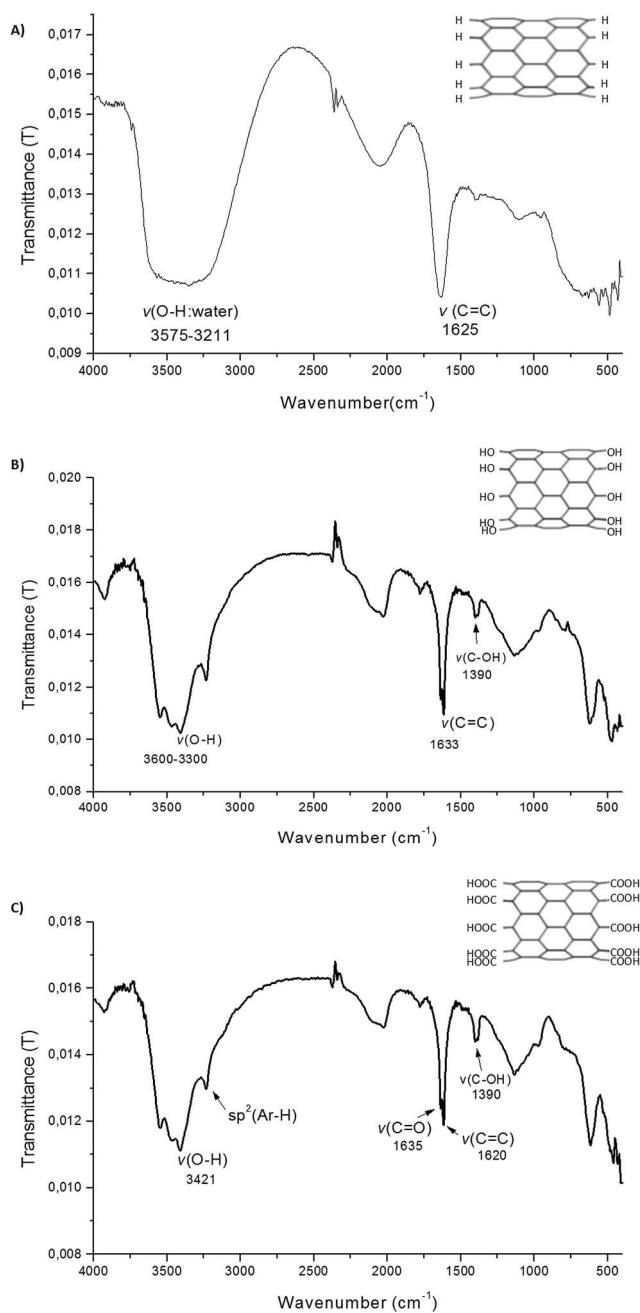 A)
0,017
0,016
0,015
0,014
0,013
0,012
0,011
0,010
0,009
Transmittance (T)
H H
H H
H H
H H
H H
ν(O-H:water)
3575-3211
ν (C=C)
1625
4000 3500 3000 2500 2000 1500 1000 500
Wavenumber(cm-1)
B)
0,020
0,018
0,016
0,014
0,012
0,010
0,008
Transmittance (T)
HO OH
HO OH
HO OH
HO OH
HO OH
ν(C-OH)
1390
ν(O-H)
3600-3300
ν(C=C)
1633
4000 3500 3000 2500 2000 1500 1000 500
Wavenumber (cm-1)
C)
0,018
0,016
0,014
0,012
0,010
0,008
Transmittance (T)
HOOC COOH
HOOC COOH
HOOC COOH
HOOC COOH
HOOC COOH
ν(C-OH)
1390
sp2(Ar-H)
ν(O-H)
3421
ν(C=O)
1635
ν(C=C)
1620
4000 3500 3000 2500 2000 1500 1000 500
Wavenumber (cm-1)